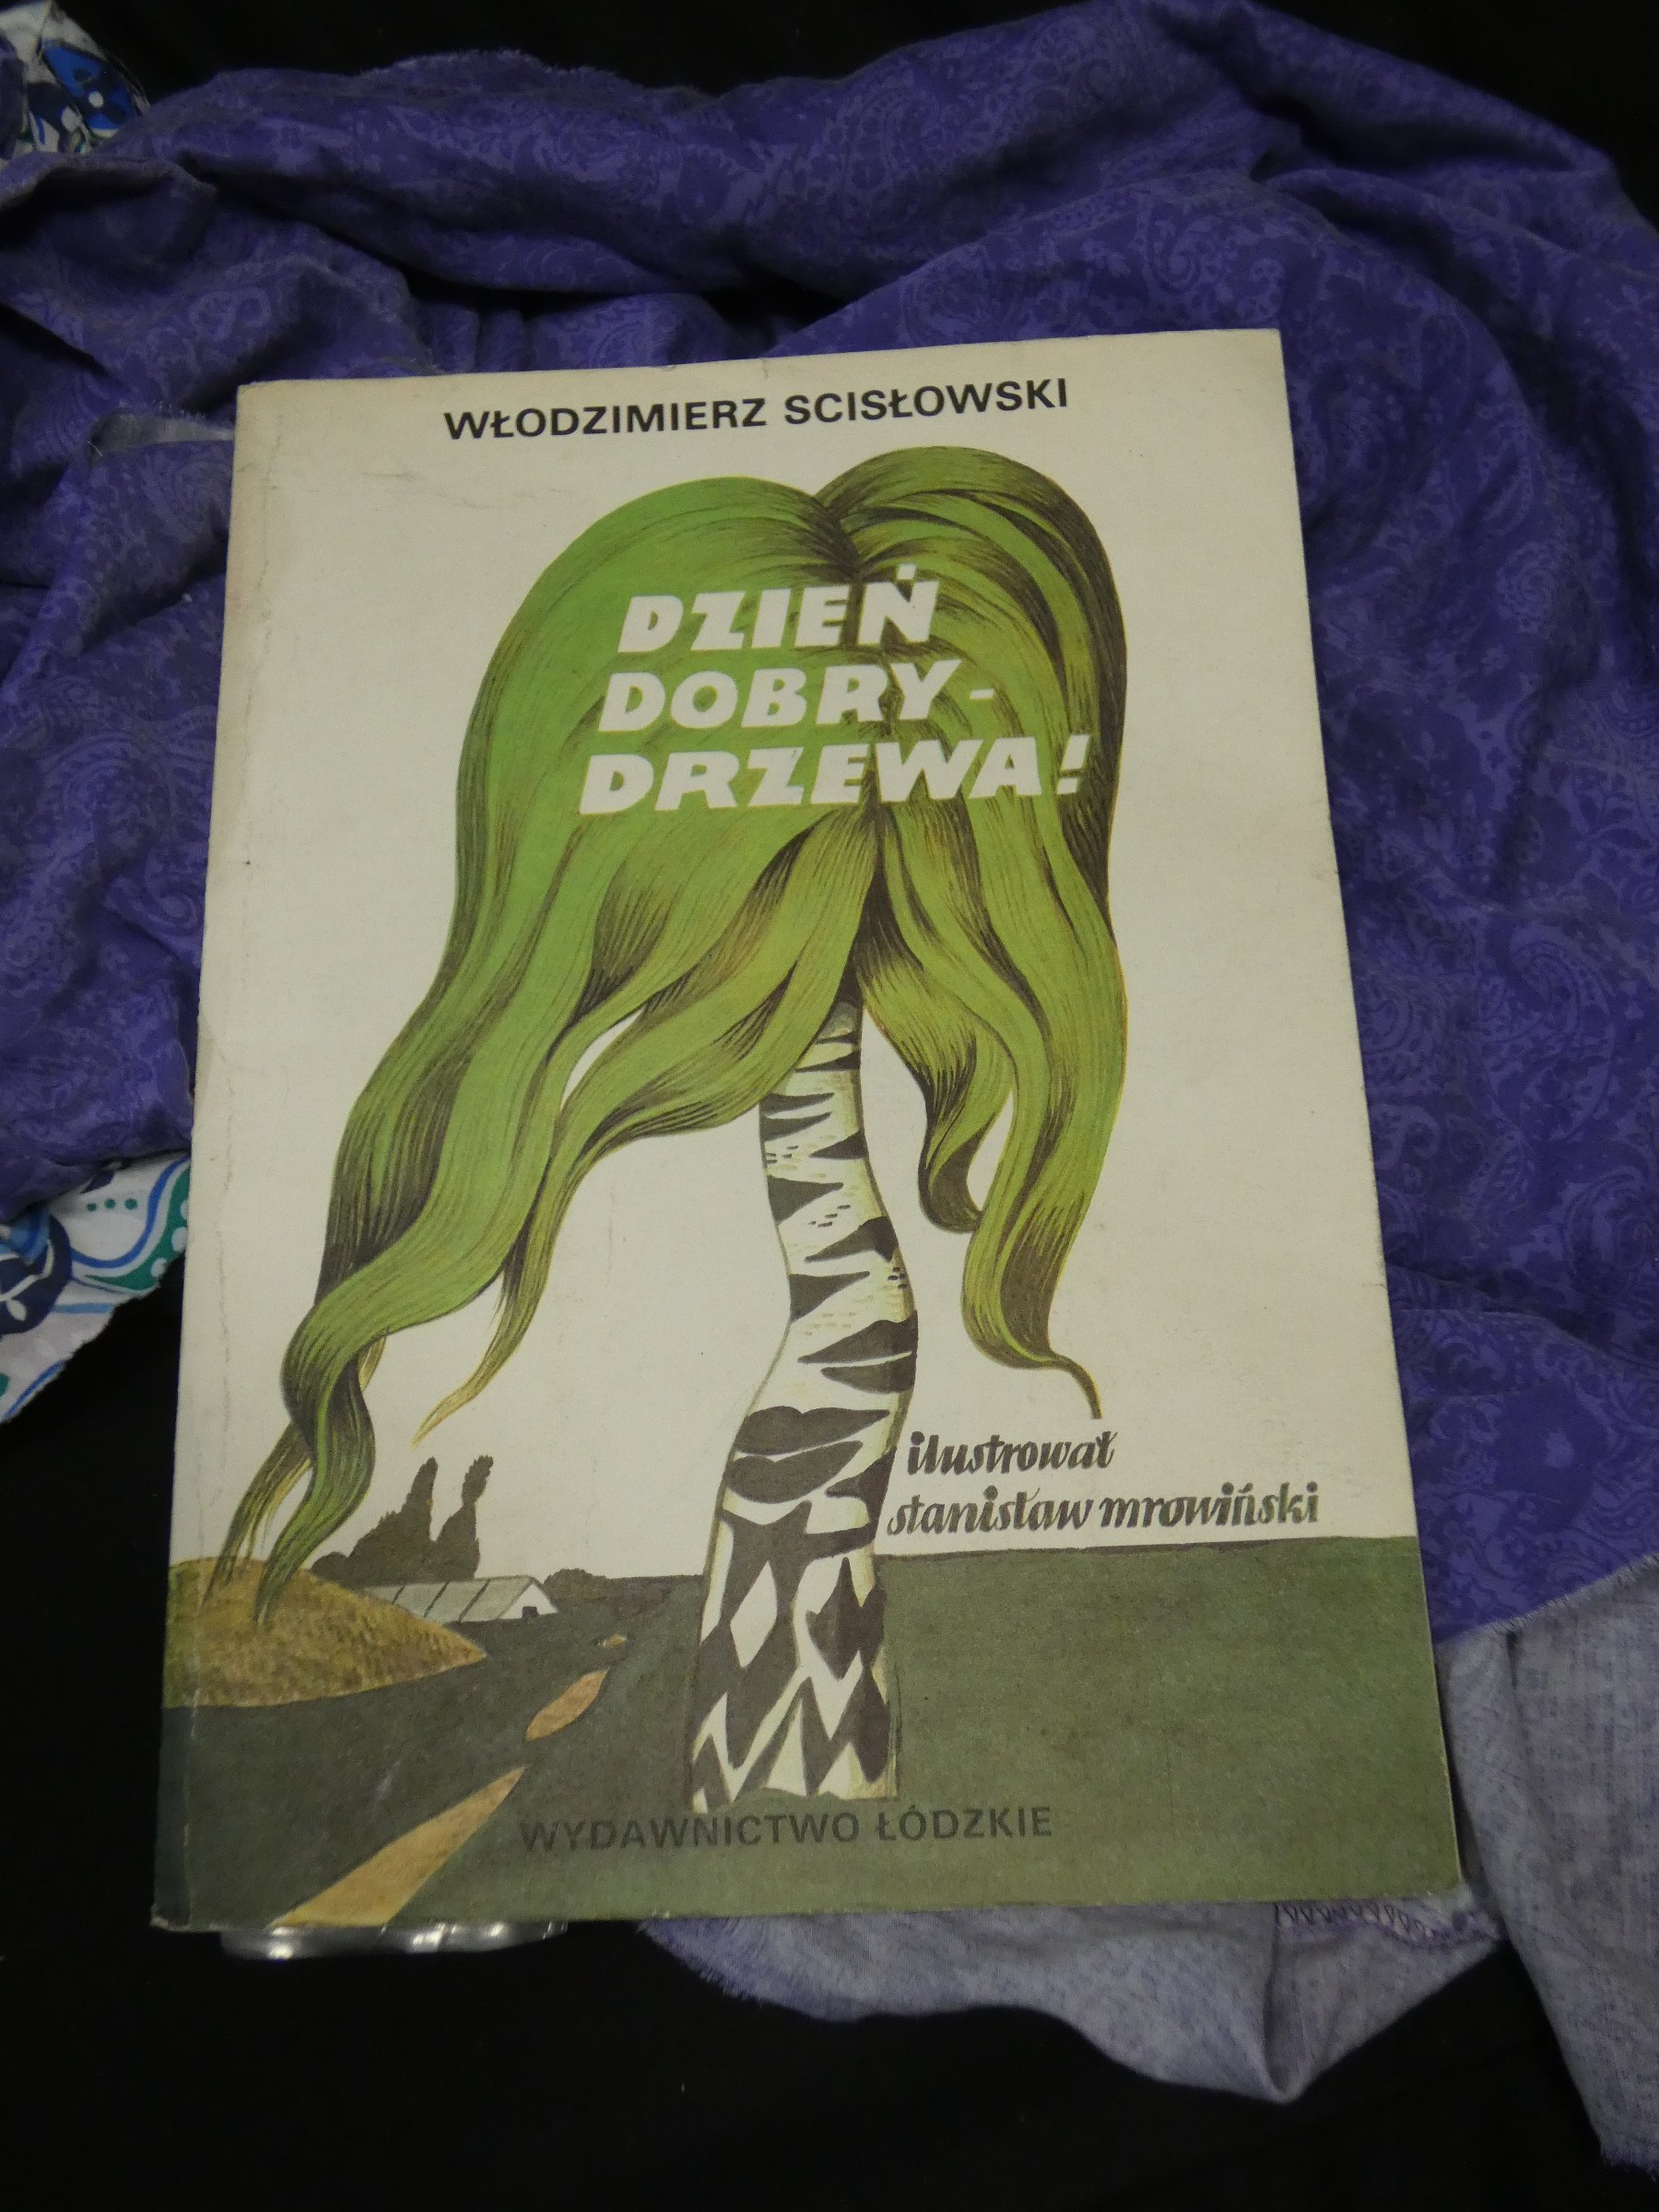 WŁODZIMIERZ SCISŁOWSKI
DZIEŃ
DOBRY-
DRZEWA!
ilustrował
stanisław mrowiński
WYDAWNICTWO ŁÓDZKIE